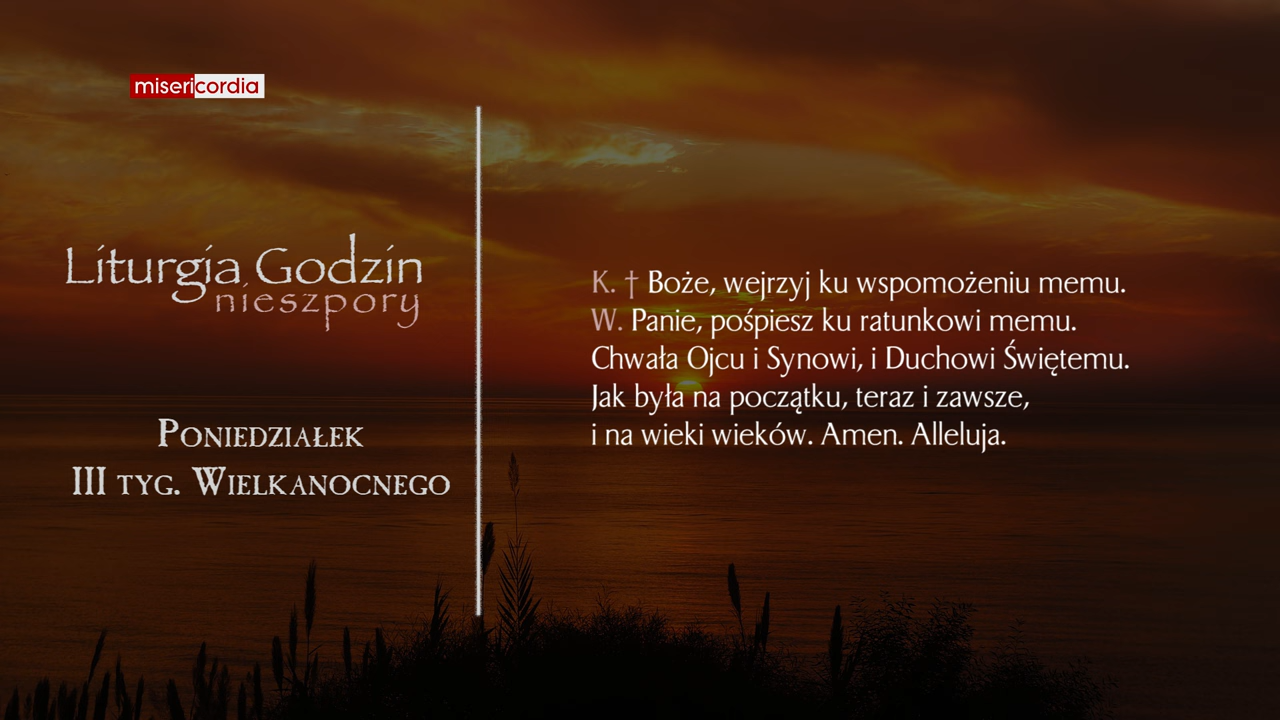 misericordia
Liturgia Godzin
nieszpory
Poniedziałek
III tyg. Wielkanocnego
K. † Boże, wejrzyj ku wspomożeniu memu.
W. Panie, pośpiesz ku ratunkowi memu.
Chwała Ojcu i Synowi, i Duchowi Świętemu.
Jak była na początku, teraz i zawsze,
i na wieki wieków. Amen. Alleluja.